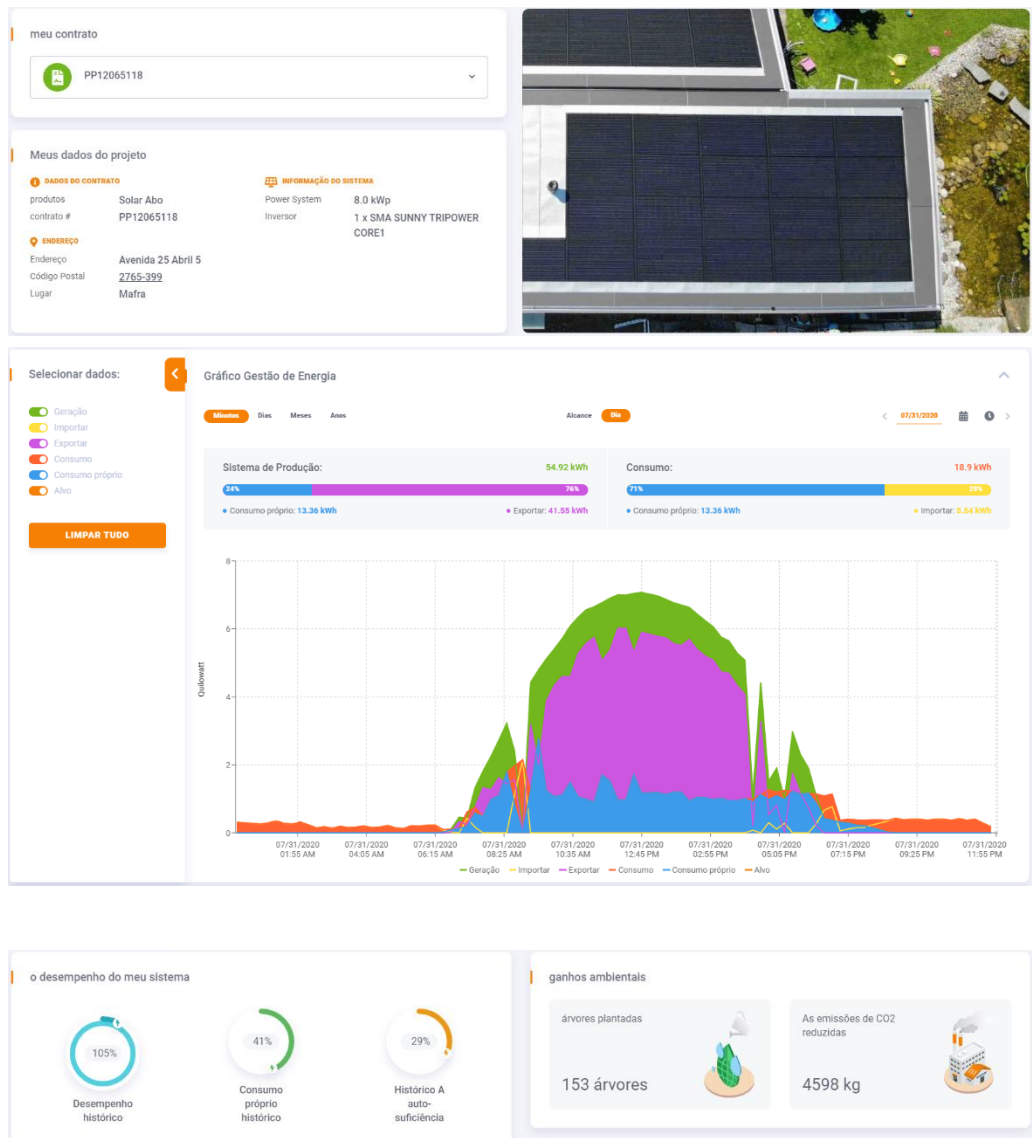 meu contrato
PP12065118
Meus dados do projeto
DADOS DO CONTRATO
produtos Solar Abo
contrato # PP12065118
ENDEREÇO
Endereço Avenida 25 Abril 5
Código Postal 2765-399
Lugar Mafra
INFORMAÇÃO DO SISTEMA
Power System 8.0 kWp
Inversor 1 x SMA SUNNY TRIPOWER
CORE1
Selecionar dados:
Geração
Importar
Exportar
Consumo
Consumo próprio
Alvo
LIMPAR TUDO
Gráfico Gestão de Energia
Minutos Dias Meses Anos Alcance Dia 07/31/2020
Sistema de Produção: 54.92 kWh
24% 76%
Consumo próprio: 13.36 kWh Exportar: 41.55 kWh
Consumo: 18.9 kWh
71% 29%
Consumo próprio: 13.36 kWh Importar: 5.54 kWh
Quilowatt
8
6
4
2
0
07/31/2020 07/31/2020 07/31/2020 07/31/2020 07/31/2020 07/31/2020 07/31/2020 07/31/2020 07/31/2020 07/31/2020 07/31/2020
01:55 AM 04:05 AM 06:15 AM 08:25 AM 10:35 AM 12:45 PM 02:55 PM 05:05 PM 07:15 PM 09:25 PM 11:55 PM
Geração Importar Exportar Consumo Consumo próprio Alvo
o desempenho do meu sistema
105%
Desempenho
histórico
41%
Consumo
próprio
histórico
29%
Histórico A
auto-
suficiência
ganhos ambientais
árvores plantadas
153 árvores
As emissões de CO2
reduzidas
4598 kg